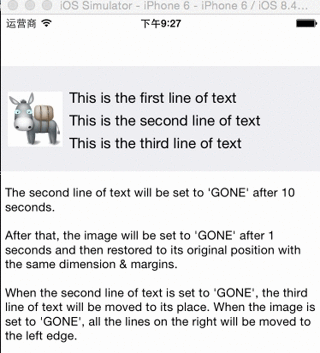 iOS Simulator - iPhone 6 - iPhone 6 / iOS 8.4...
运营商 下午9:27
This is the first line of text
This is the second line of text
This is the third line of text
The second line of text will be set to 'GONE' after 10
seconds.
After that, the image will be set to 'GONE' after 1
seconds and then restored to its original position with
the same dimension & margins.
When the second line of text is set to 'GONE', the third
line of text will be moved to its place. When the image is
set to 'GONE', all the lines on the right will be moved to
the left edge.